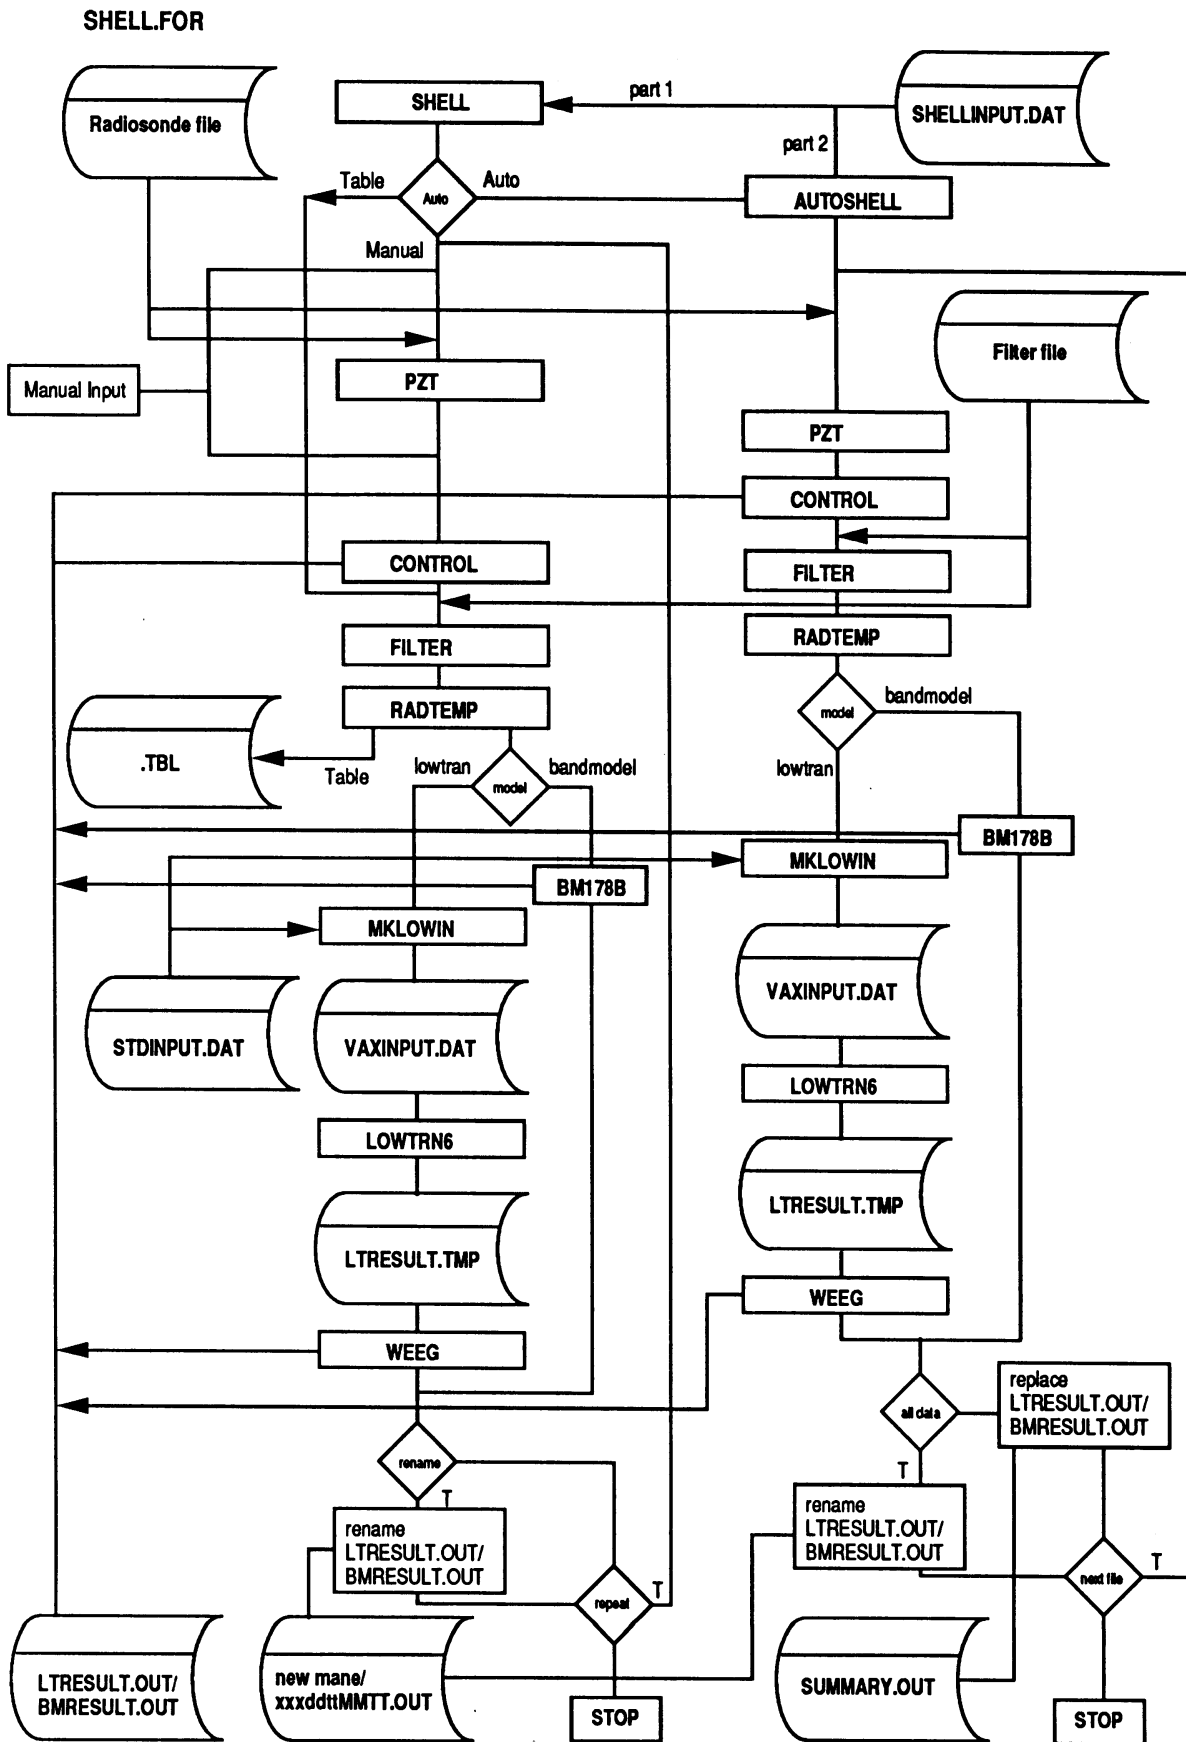 SHELL.FOR
Radiosonde file
SHELL
part 1
SHELLINPUT.DAT
part 2
Table
Auto
Auto
AUTOSHELL
Manual
Filter file
Manual Input
PZT
PZT
CONTROL
CONTROL
FILTER
FILTER
RADTEMP
RADTEMP
model
bandmodel
.TBL
Table
lowtran
model
bandmodel
lowtran
BM178B
MKLOWIN
BM178B
MKLOWIN
VAXINPUT.DAT
STDINPUT.DAT
VAXINPUT.DAT
LOWTRN6
LOWTRN6
LTRESULT.TMP
LTRESULT.TMP
WEEG
WEEG
replace
LTRESULT.OUT/
BMRESULT.OUT
all data
rename
T
T
rename
LTRESULT.OUT/
BMRESULT.OUT
rename
LTRESULT.OUT/
BMRESULT.OUT
T
repeat
next file
T
LTRESULT.OUT/
BMRESULT.OUT
new mane/
xxxddttMMTT.OUT
STOP
SUMMARY.OUT
STOP